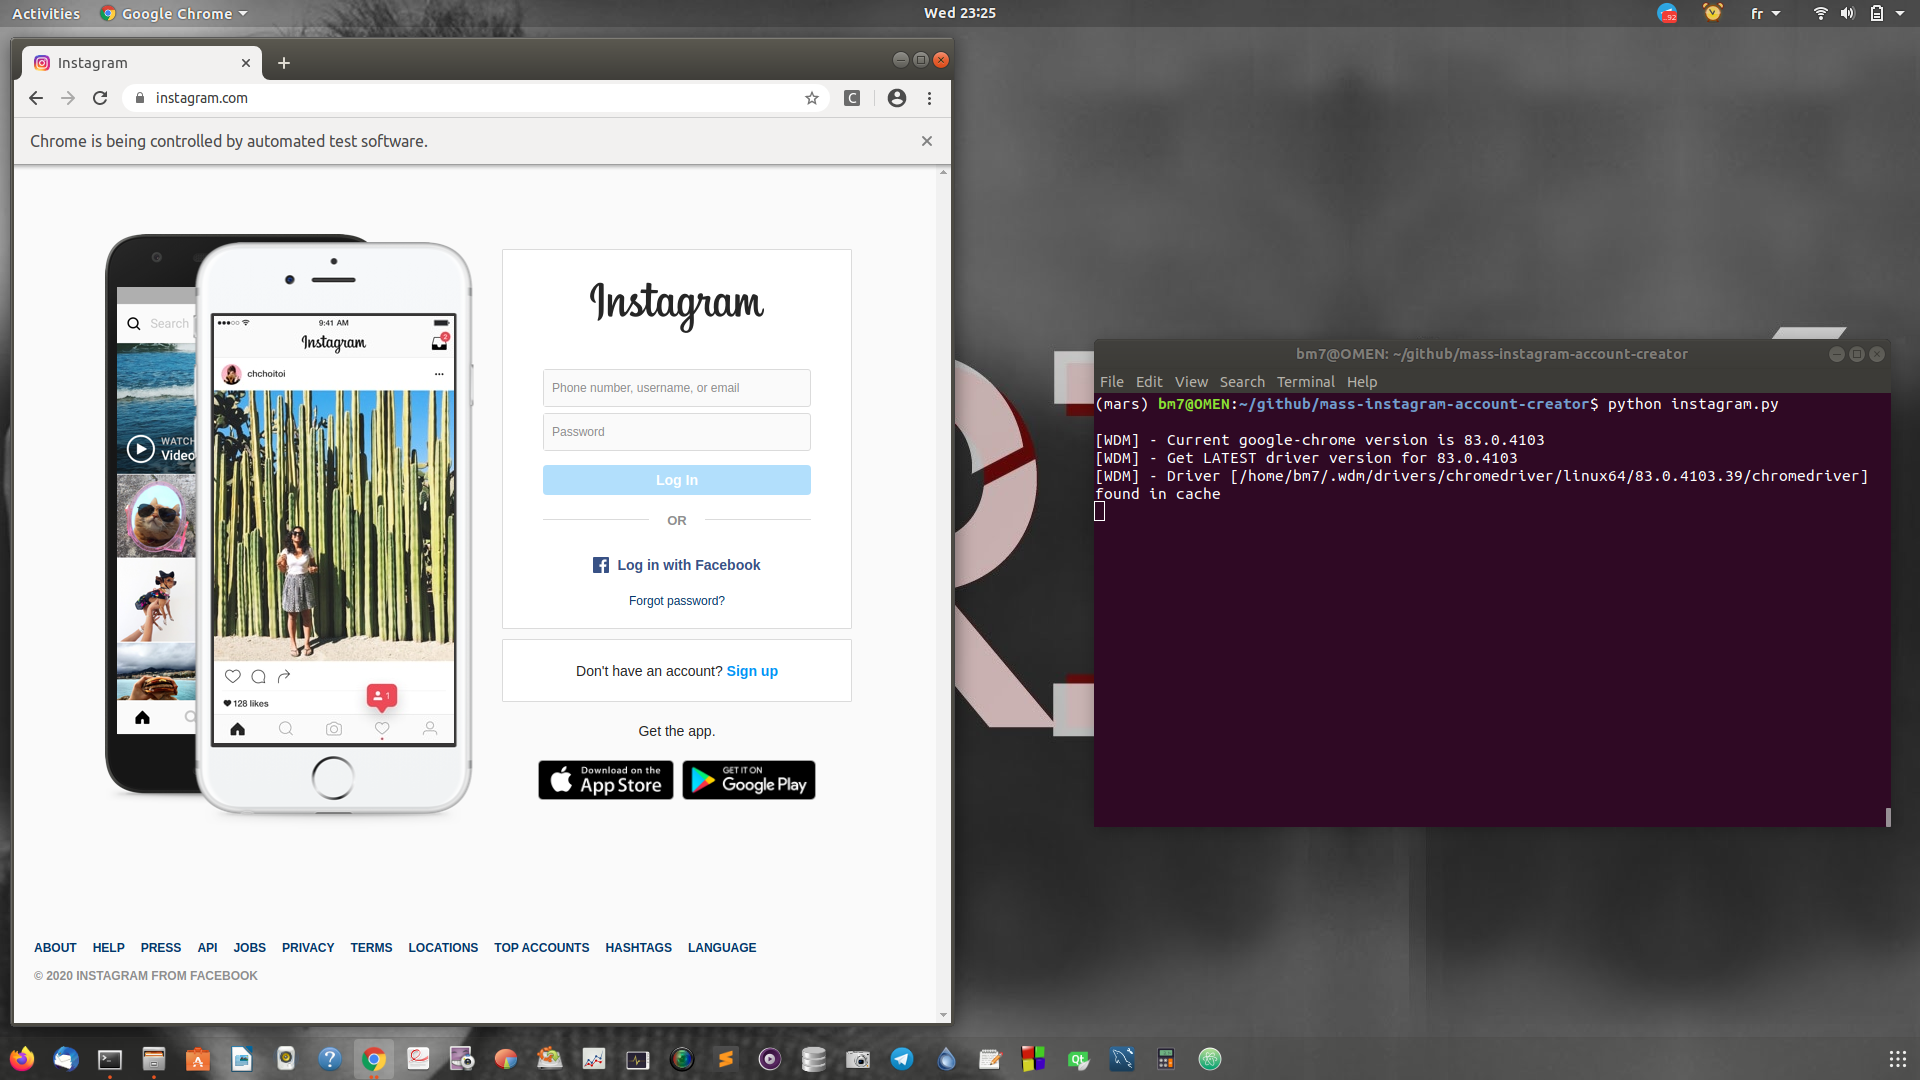 Activities
Google Chrome
Wed 23:25
92
fr
Instagram
instagram.com
C
Chrome is being controlled by automated test software.
Search
WATCH
Video
9:41 AM
Instagram
2
chchoitoi
128 likes
1
Instagram
Phone number, username, or email
Password
Log In
OR
Log in with Facebook
Forgot password?
Don't have an account? Sign up
Get the app.
Download on the
App Store
GET IT ON
Google Play
ABOUT HELP PRESS API JOBS PRIVACY TERMS LOCATIONS TOP ACCOUNTS HASHTAGS LANGUAGE
© 2020 INSTAGRAM FROM FACEBOOK
bm7@OMEN: ~/github/mass-instagram-account-creator
File Edit View Search Terminal Help
(mars) bm7@OMEN:~/github/mass-instagram-account-creator$ python instagram.py
[WDM] - Current google-chrome version is 83.0.4103
[WDM] - Get LATEST driver version for 83.0.4103
[WDM] - Driver [/home/bm7/.wdm/drivers/chromedriver/linux64/83.0.4103.39/chromedriver]
found in cache
Qt